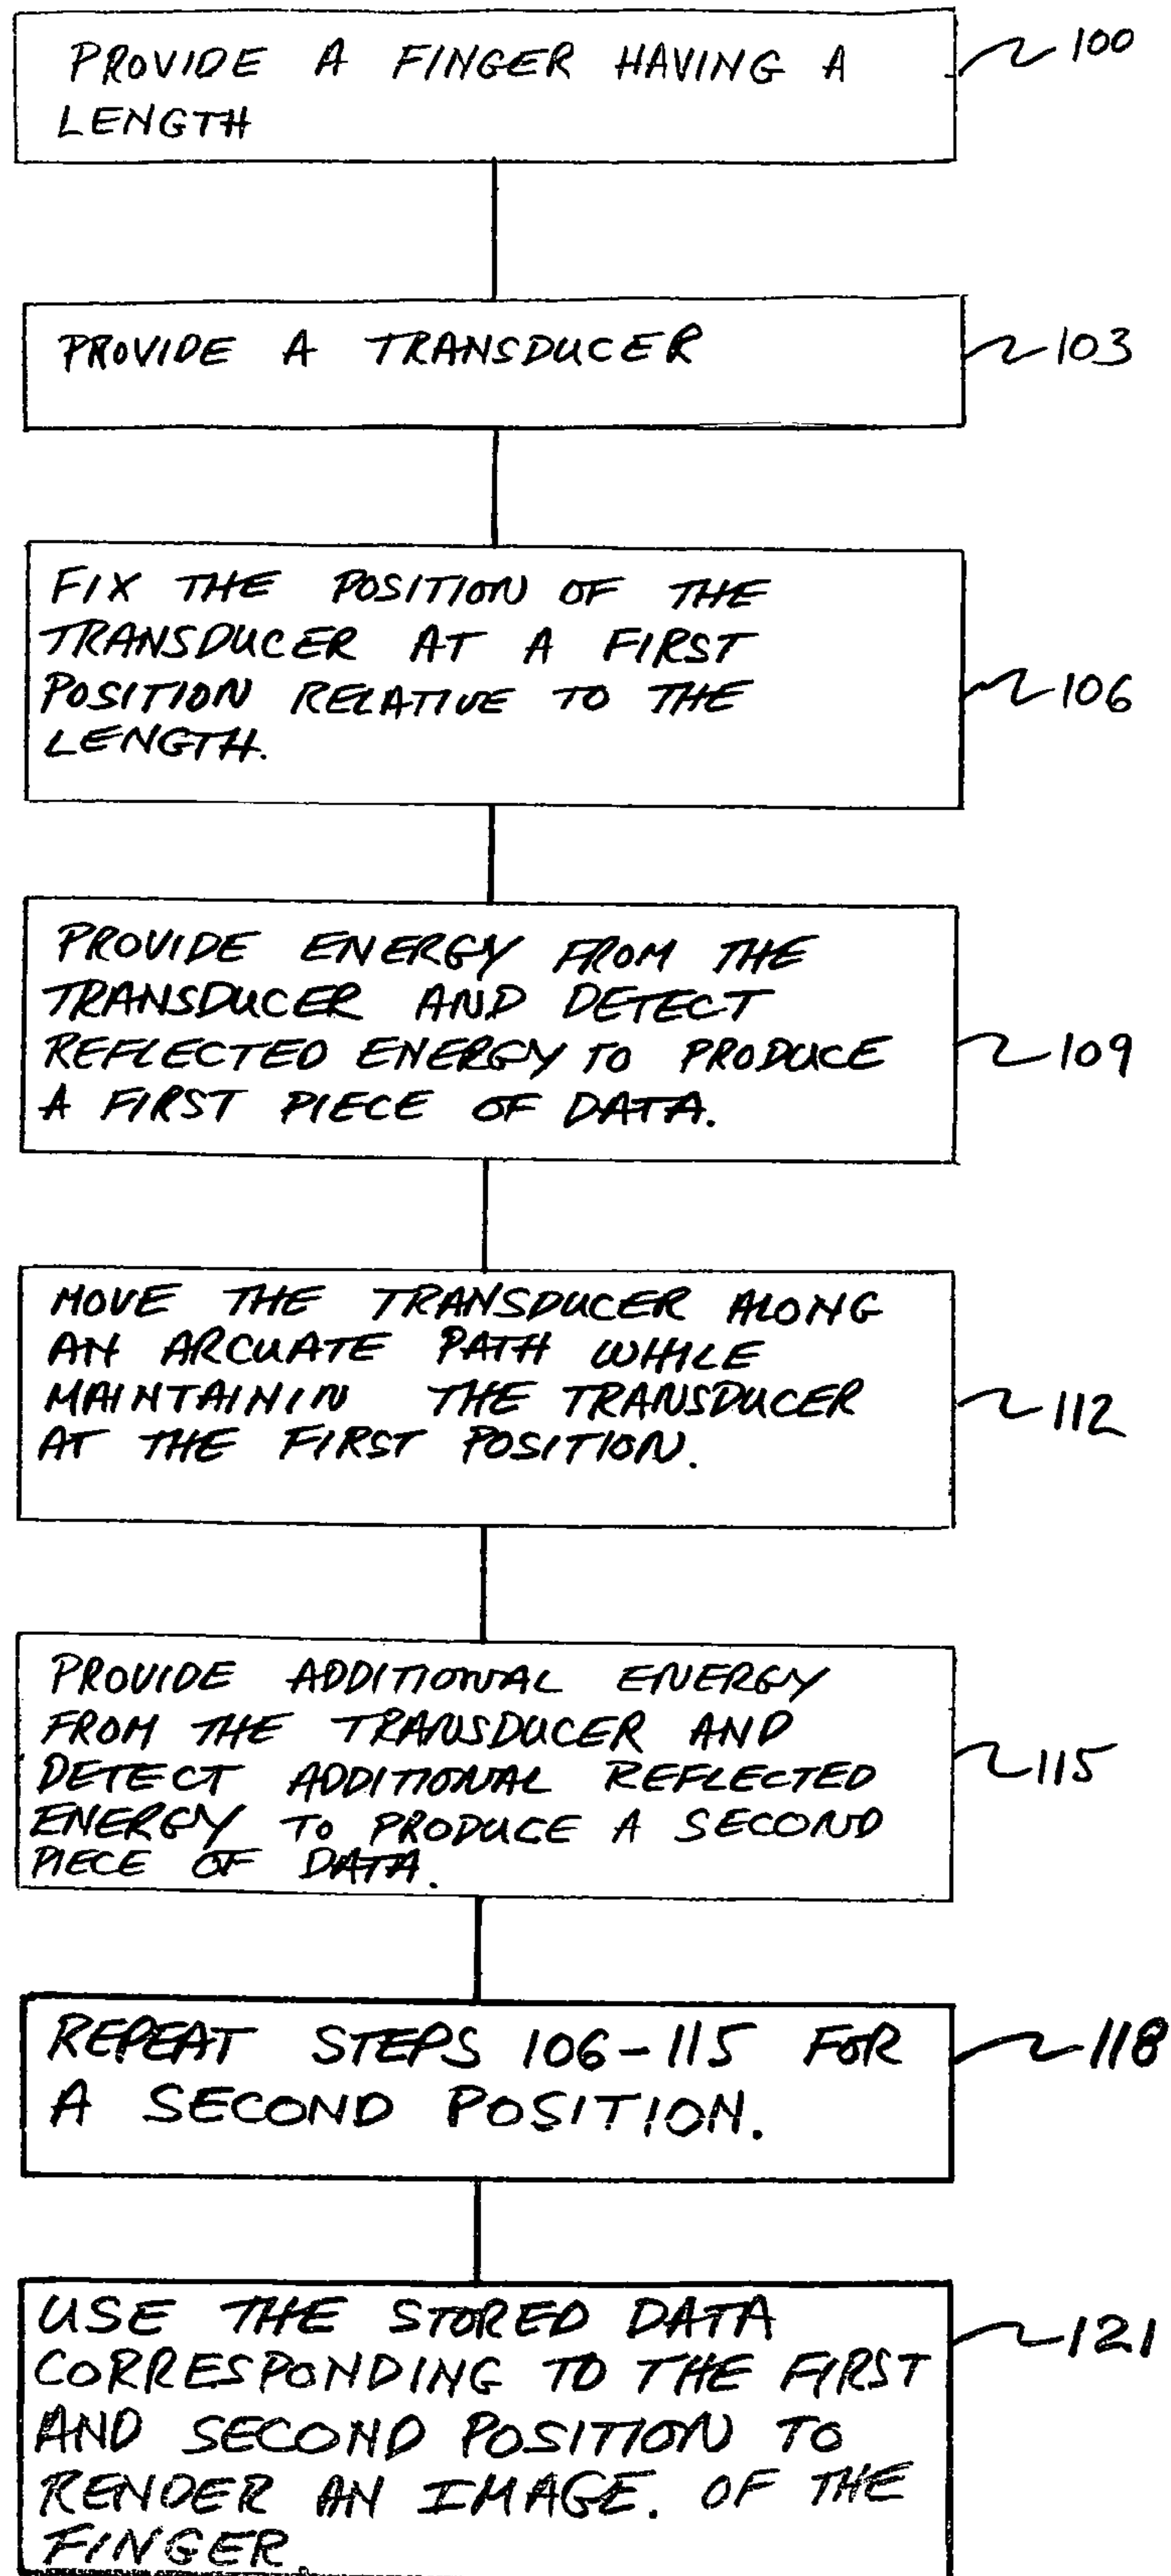 PROVIDE A FINGER HAVING A
LENGTH
100
PROVIDE A TRANSDUCER
103
FIX THE POSITION OF THE
TRANSDUCER AT A FIRST
POSITION RELATIVE TO THE
LENGTH.
106
PROVIDE ENERGY FROM THE
TRANSDUCER AND DETECT
REFLECTED ENERGY TO PRODUCE
A FIRST PIECE OF DATA.
109
MOVE THE TRANSDUCER ALONG
AN ARCUATE PATH WHILE
MAINTAININ THE TRANSDUCER
AT THE FIRST POSITION.
112
PROVIDE ADDITIONAL ENERGY
FROM THE TRANSDUCER AND
DETECT ADDITIONAL REFLECTED
ENERGY TO PRODUCE A SECOND
PIECE OF DATA.
115
REPEAT STEPS 106-115 FOR
A SECOND POSITION.
118
USE THE STORED DATA
CORRESPONDING TO THE FIRST
AND SECOND POSITION TO
RENDER AN IMAGE. OF THE
FINGER
121